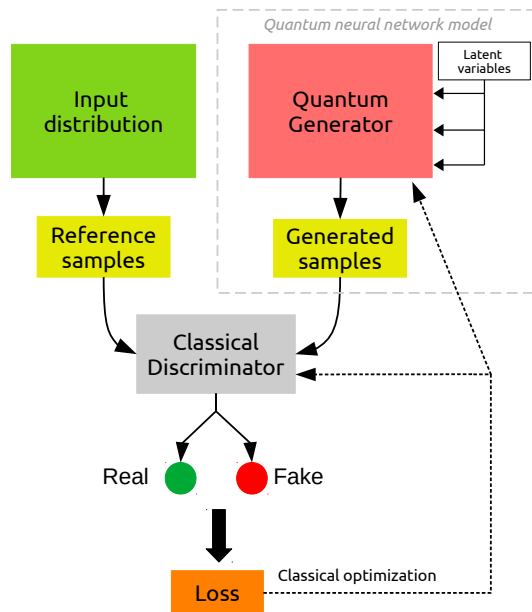 Quantum neural network model
Input
distribution
Quantum
Generator
Latent
variables
Reference
samples
Generated
samples
Classical
Discriminator
Real
Fake
Loss
Classical optimization